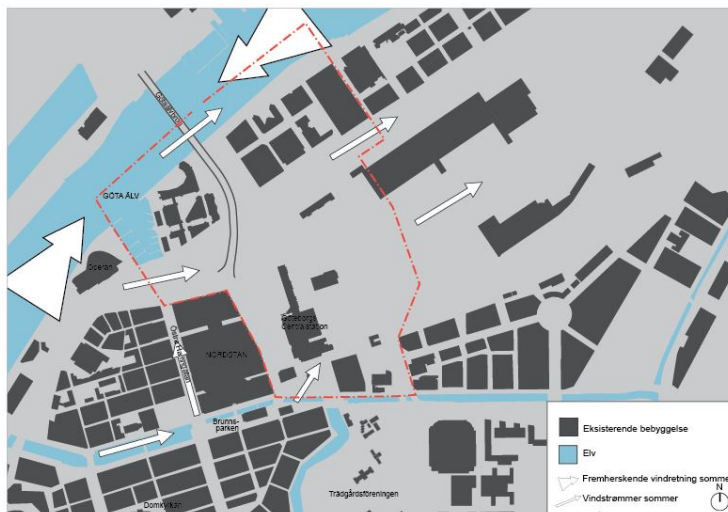 Götaälvbron
GÖTA ÄLV
Operan
Göteborgs
Centralstation
Östra Hamngatan
NORDSTAN
Brunns-
parken
Trädgårdsföreningen
Domkyrkan
Eksisterende bebyggelse
Elv
Fremherskende vindretning somme
Vindstrømmer sommer
N